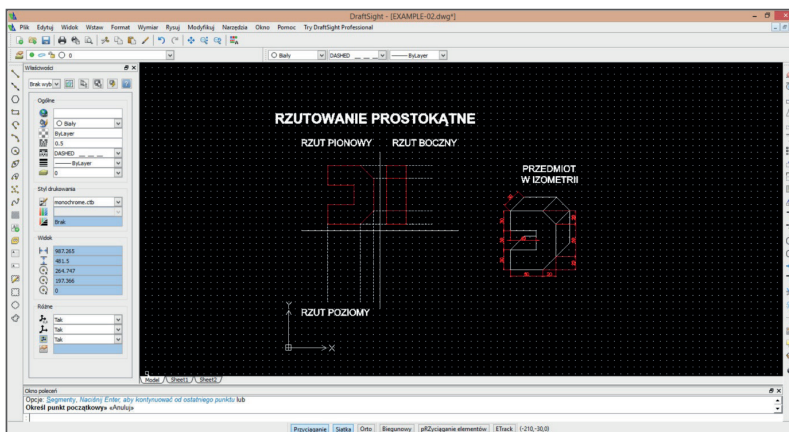 DraftSight - [EXAMPLE-02.dwg*]
Plik Edytuj Widok Wstaw Format Wymiar Rysuj Modyfikuj Narzędzia Okno Pomoc Try DraftSight Professional
0 Biały DASHED ByLayer
Właściwości
Brak wyb
Ogólne
Biały
ByLayer
0.5
DASHED
ByLayer
0
Styl drukowania
monochrome.ctb
Brak
Widok
987.265
481.5
264.747
197.366
0
Różne
Tak
Tak
Tak
RZUTOWANIE PROSTOKĄTNE
RZUT PIONOWY RZUT BOCZNY
PRZEDMIOT
W IZOMETRII
RZUT POZIOMY
Y
X
Model Sheet1 Sheet2
Okno poleceń
Opcje: Segmenty, Naciśnij Enter, aby kontynuować od ostatniego punktu lub
Określ punkt początkowy» «Anuluj»
:
Przyciąganie Siatka Orto Biegunowy pRZyciąganie elementów ETrack (-210,-30,0)